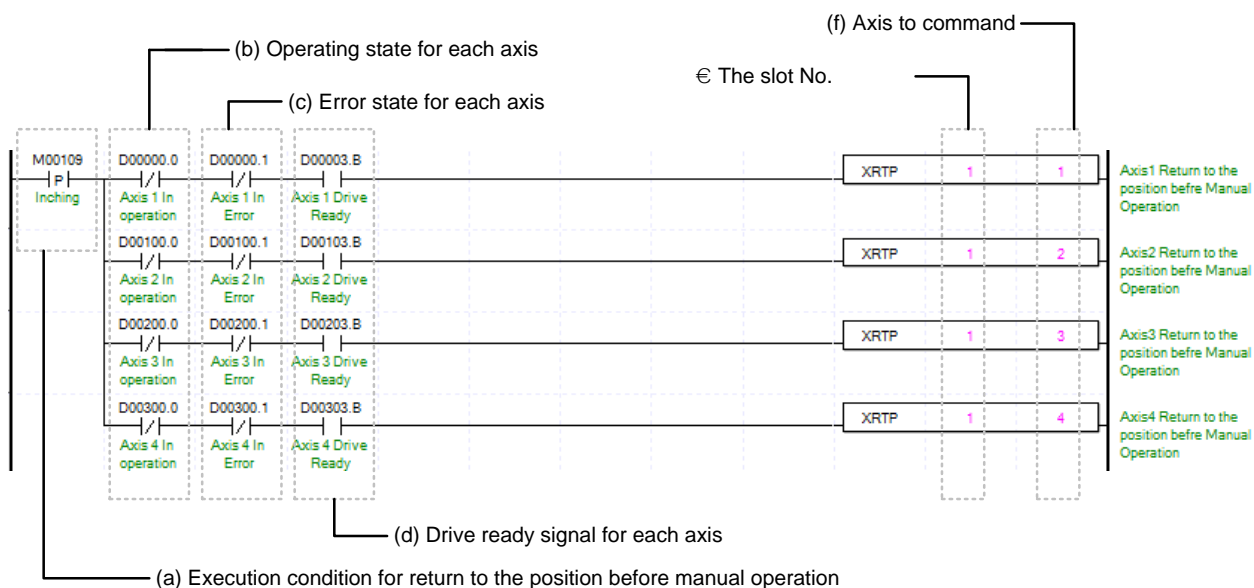 (f) Axis to command
(b) Operating state for each axis
€ The slot No.
(c) Error state for each axis
M00109 D00000.0 D00000.1 D00003.B
P
XRTP 1 1
Inching
Axis 1 In operation
Axis 1 In Error
Axis 1 Drive Ready
Axis1 Return to the
position befre Manual
Operation
D00100.0 D00100.1 D00103.B
XRTP 1 2
Axis 2 In operation
Axis 2 In Error
Axis 2 Drive Ready
Axis2 Return to the
position befre Manual
Operation
D00200.0 D00200.1 D00203.B
XRTP 1 3
Axis 3 In operation
Axis 3 In Error
Axis 3 Drive Ready
Axis3 Return to the
position befre Manual
Operation
D00300.0 D00300.1 D00303.B
XRTP 1 4
Axis 4 In operation
Axis 4 In Error
Axis 4 Drive Ready
Axis4 Return to the
position befre Manual
Operation
(d) Drive ready signal for each axis
(a) Execution condition for return to the position before manual operation